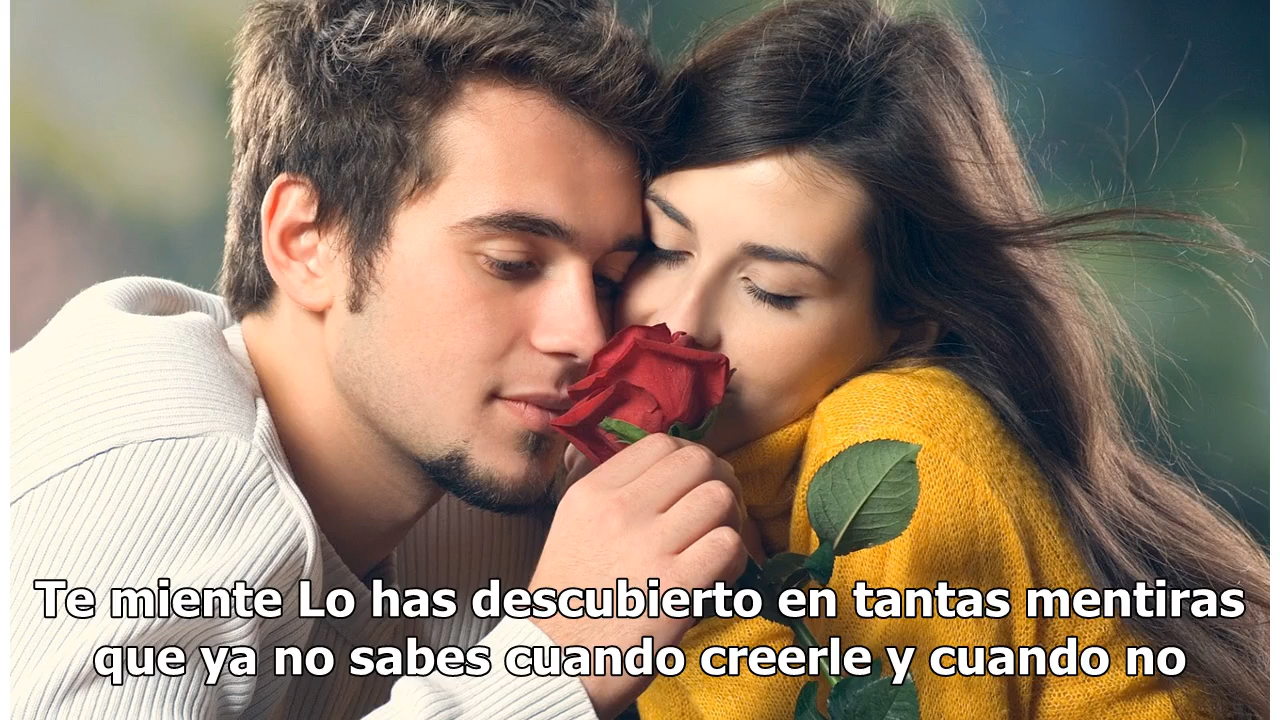 Te miente Lo has descubierto en tantas mentiras
que ya no sabes cuando creerle y cuando no